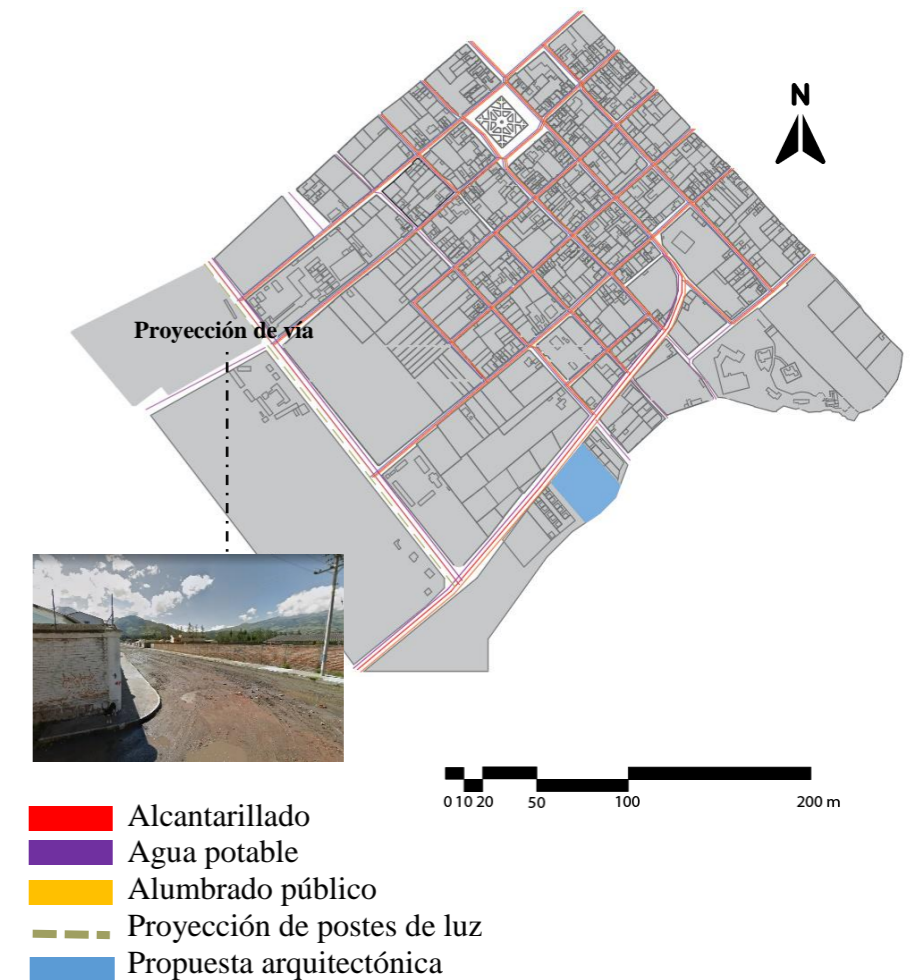 N
Proyección de vía
0 10 20 50 100 200 m
Alcantarillado
Agua potable
Alumbrado público
Proyección de postes de luz
Propuesta arquitectónica